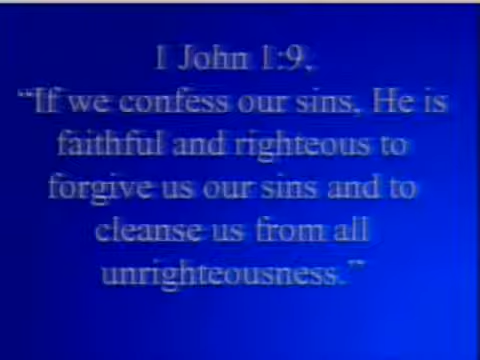 1 John 1:9,
“If we confess our sins, He is
faithful and righteous to
forgive us our sins and to
cleanse us from all
unrighteousness.”